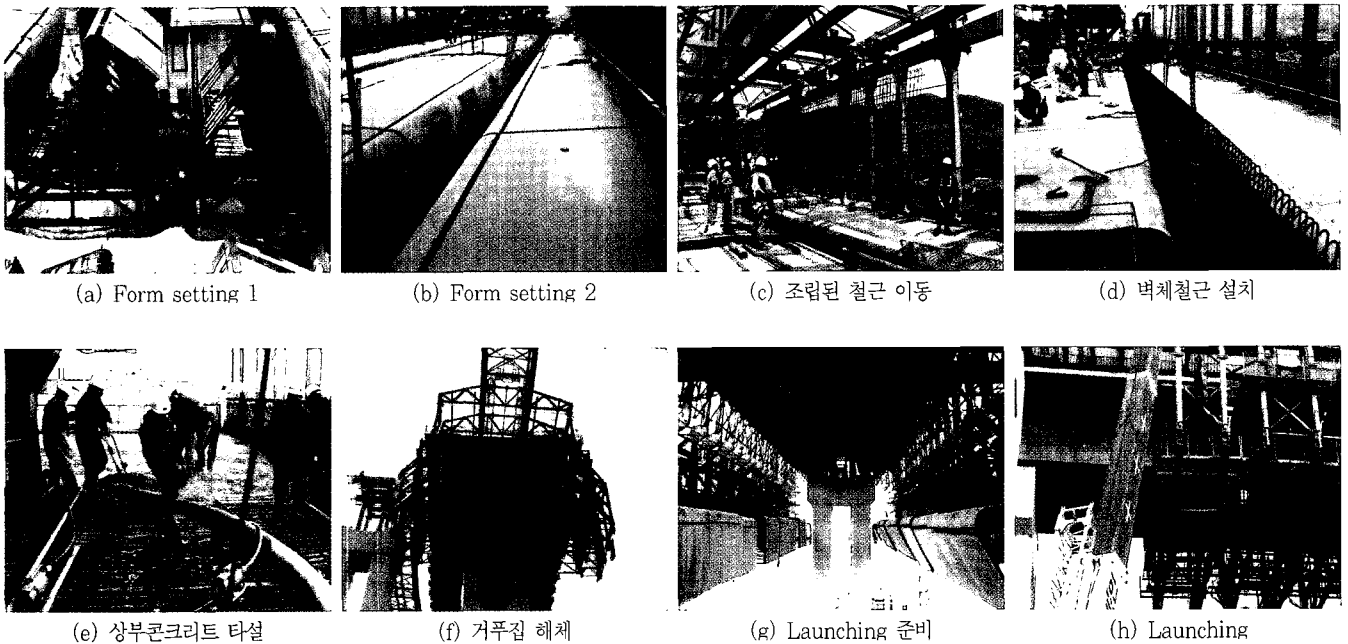 (a) Form setting 1
(b) Form setting 2
(c) 조립된 철근 이동
(d) 벽체철근 설치
(e) 상부콘크리트 타설
(f) 거푸집 해체
(g) Launching 준비
(h) Launching